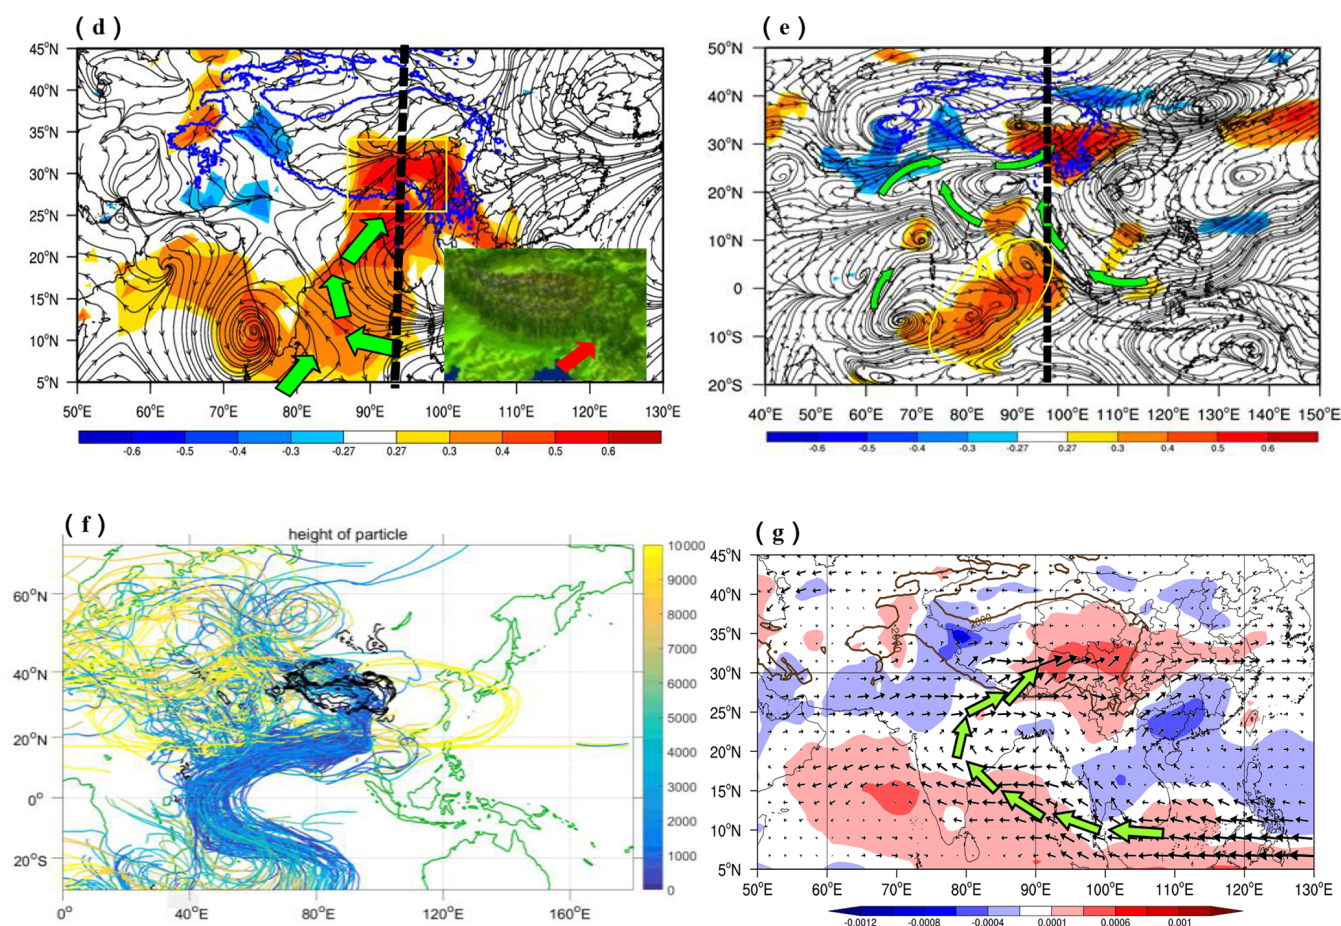 ( d )
45°N
40°N
35°N
30°N
25°N
20°N
15°N
10°N
5°N
50°E 60°E 70°E 80°E 90°E 100°E 110°E 120°E 130°E
-0.6 -0.5 -0.4 -0.3 -0.27 0.27 0.3 0.4 0.5 0.6
( e )
50°N
40°N
30°N
20°N
10°N
0
10°S
20°S
40°E 50°E 60°E 70°E 80°E 90°E 100°E 110°E 120°E 130°E 140°E 150°E
-0.6 -0.5 -0.4 -0.3 -0.27 0.27 0.3 0.4 0.5 0.6
A
( f )
height of particle
60°N
40°N
20°N
0°
20°S
0° 40°E 80°E 120°E 160°E
10000
9000
8000
7000
6000
5000
4000
3000
2000
1000
0
( g )
45°N
40°N
35°N
30°N
25°N
20°N
15°N
10°N
5°N
50°E 60°E 70°E 80°E 90°E 100°E 110°E 120°E 130°E
2000
-0.0012 -0.0008 -0.0004 0.0001 0.0006 0.001